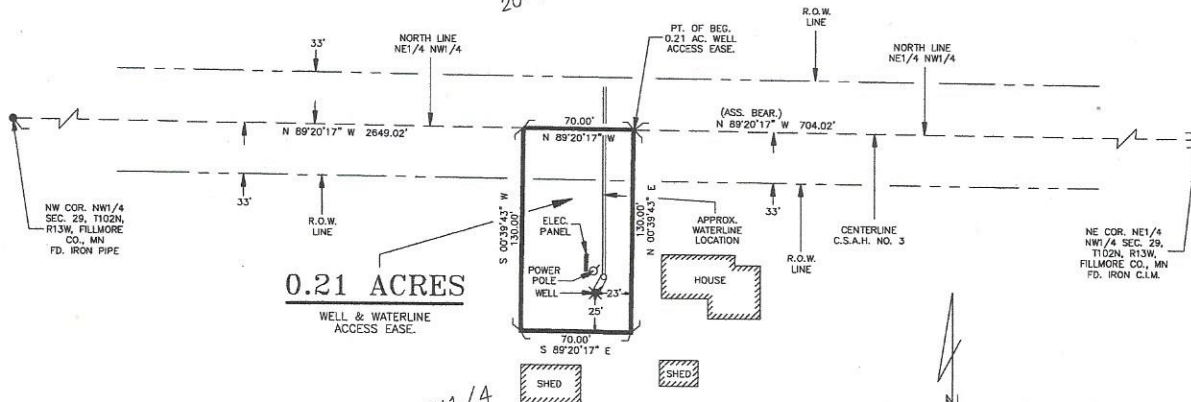 20
33'
NORTH LINE
NE1/4 NW1/4
PT. OF BEG.
0.21 AC. WELL
ACCESS EASE.
R.O.W.
LINE
NORTH LINE
NE1/4 NW1/4
N 89°20'17" W 2649.02'
70.00'
N 89°20'17" W
(ASS. BEAR.)
N 89°20'17" W 704.02'
NW COR. NW1/4
SEC. 29, T102N,
R13W, FILLMORE
CO., MN
FD. IRON PIPE
33'
R.O.W.
LINE
S 00°39'43" W
130.00'
ELEC.
PANEL
POWER
POLE
WELL
23'
25'
130.00'
N 00°39'43" E
APPROX.
WATERLINE
LOCATION
33'
R.O.W.
LINE
CENTERLINE
C.S.A.H. NO. 3
NE COR. NE1/4
NW1/4 SEC. 29,
T102N, R13W,
FILLMORE CO., MN
FD. IRON C.I.M.
0.21 ACRES
WELL & WATERLINE
ACCESS EASE.
HOUSE
70.00'
S 89°20'17" E
SHED
SHED
1/4
N